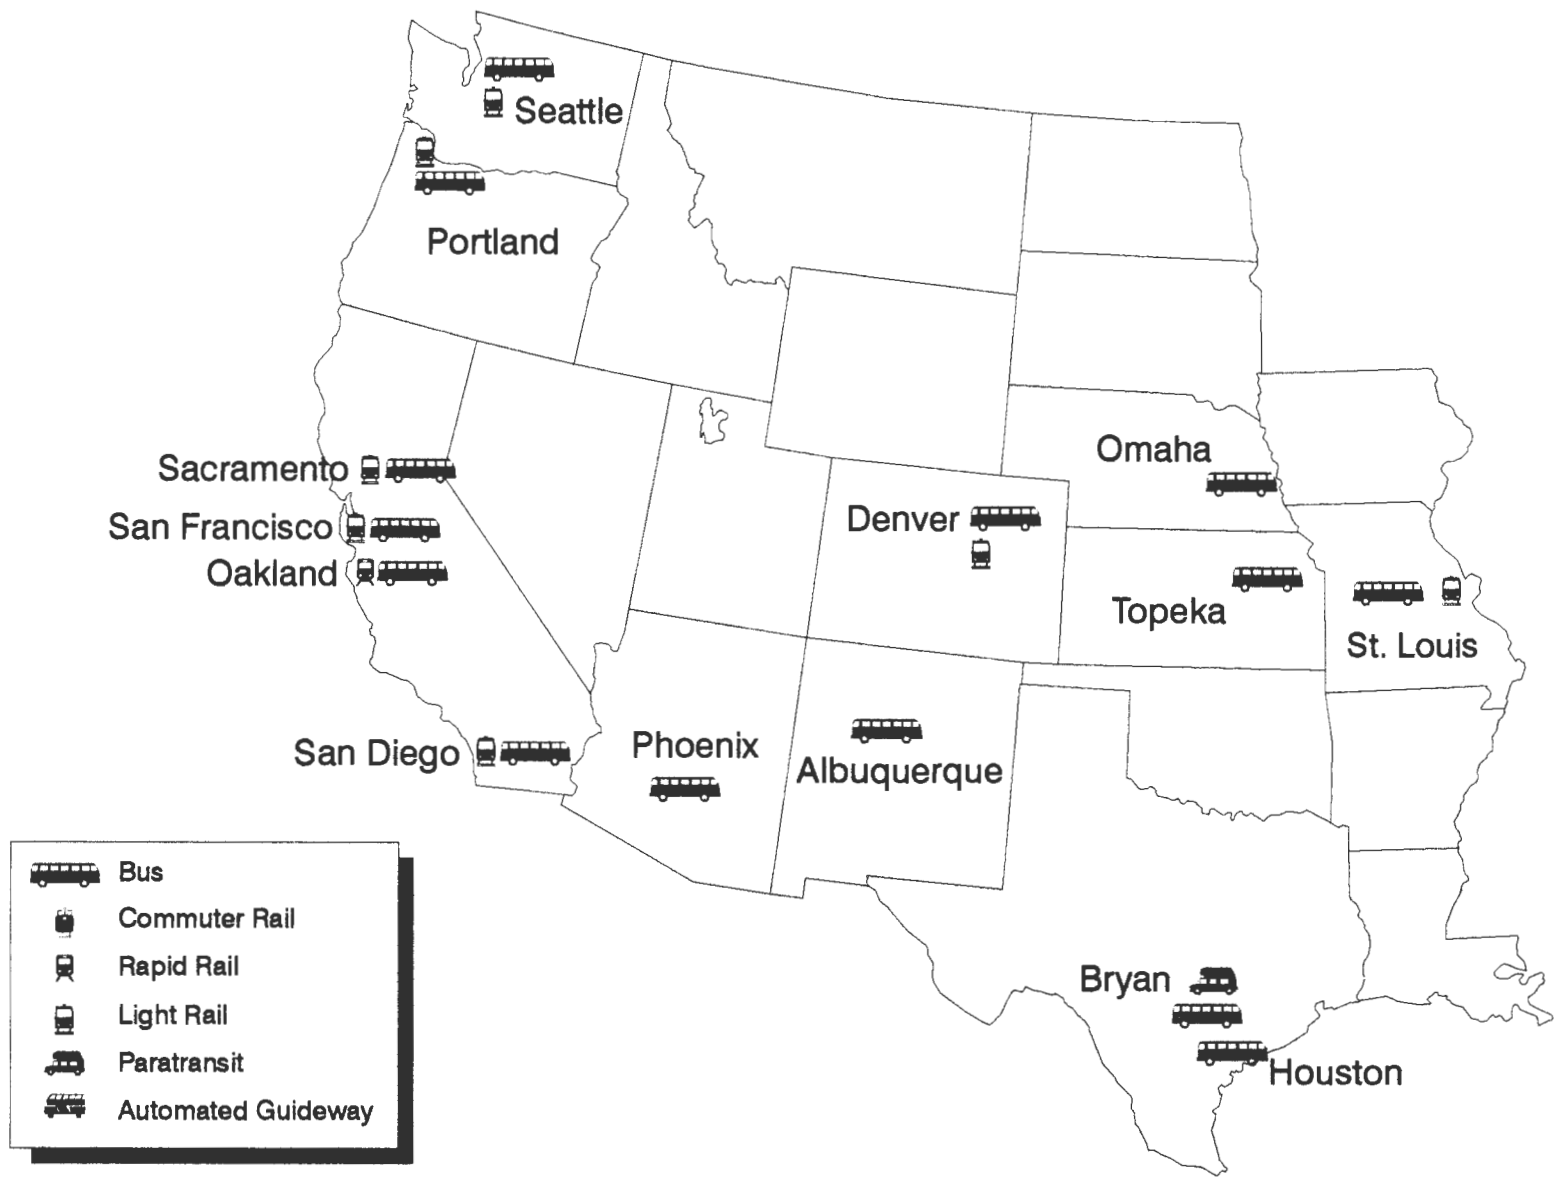 Seattle
Portland
Omaha
Sacramento
Denver
San Francisco
Oakland
Topeka
St. Louis
Phoenix
San Diego
Albuquerque
Bus
Commuter Rail
Rapid Rail
Light Rail
Paratransit
Automated Guideway
Bryan
Houston